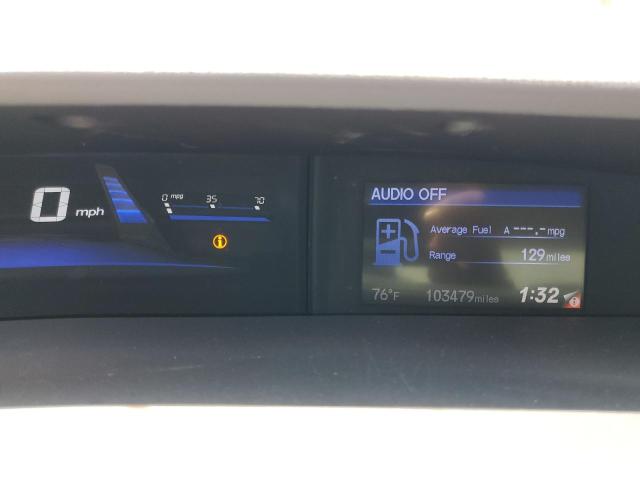 0 mph
0 mpg 35 70
AUDIO OFF
Average Fuel A ---.- mpg
Range 129 miles
76°F 103479 miles 1:32